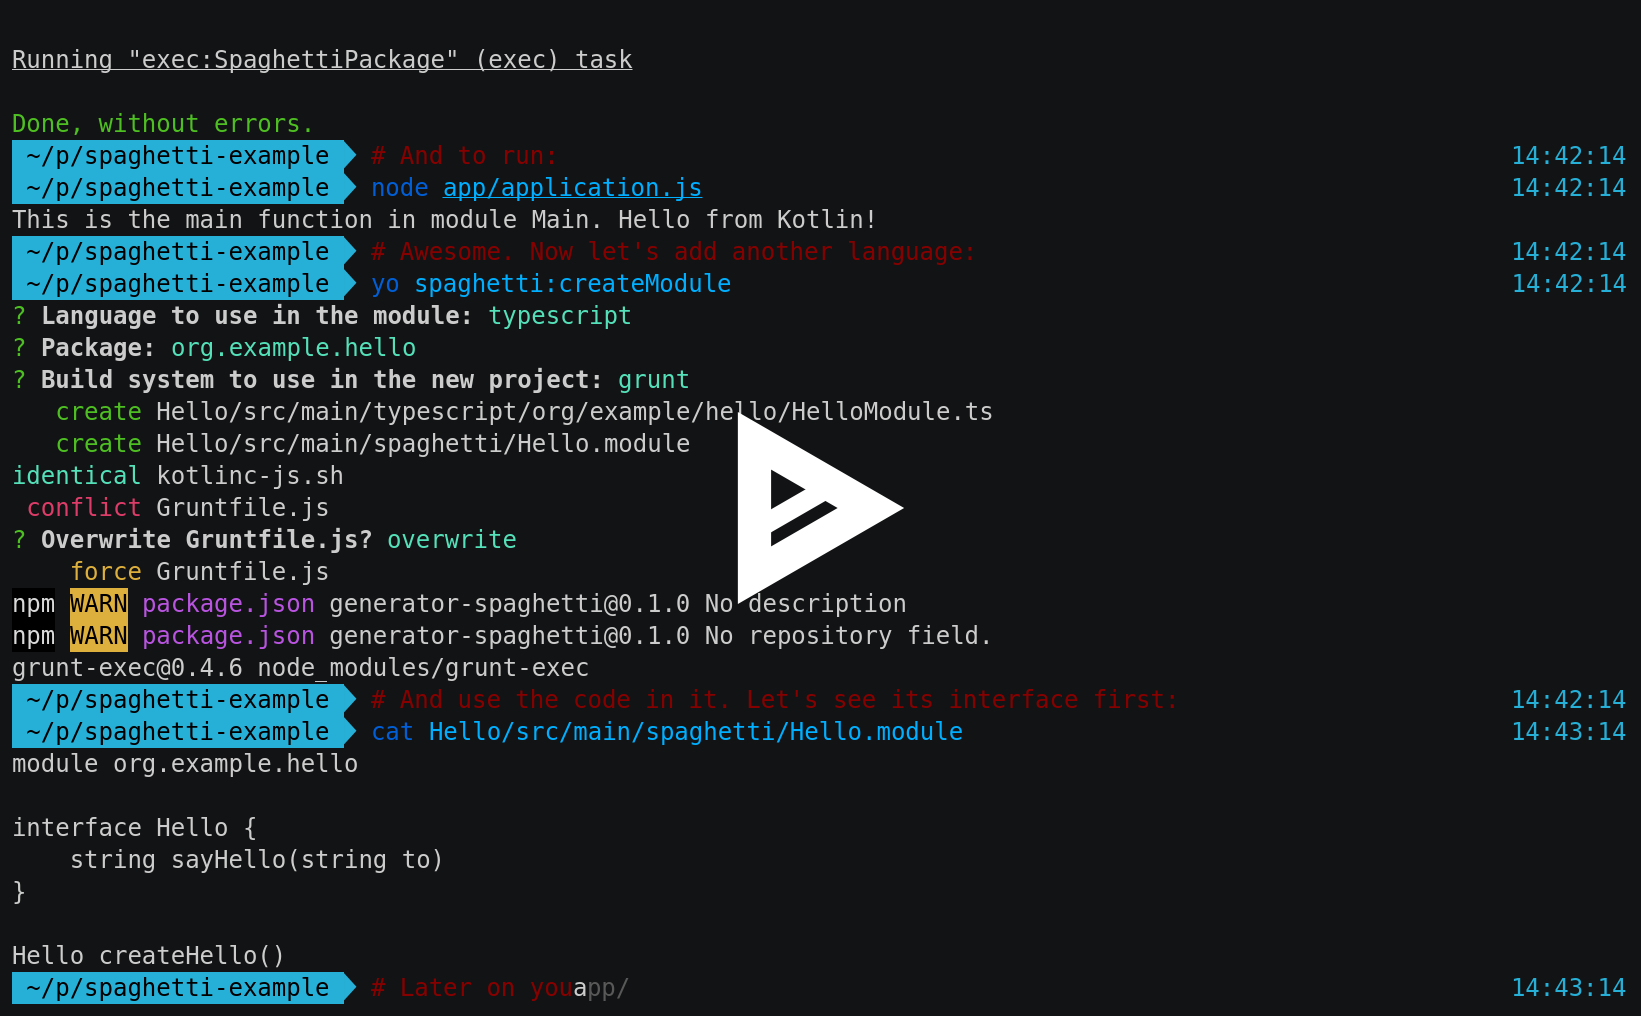 Running "exec:SpaghettiPackage" (exec) task
Done, without errors.
~/p/spaghetti-example # And to run: 14:42:14
~/p/spaghetti-example node app/application.js 14:42:14
This is the main function in module Main. Hello from Kotlin!
~/p/spaghetti-example # Awesome. Now let's add another language: 14:42:14
~/p/spaghetti-example yo spaghetti:createModule 14:42:14
? Language to use in the module: typescript
? Package: org.example.hello
? Build system to use in the new project: grunt
   create Hello/src/main/typescript/org/example/hello/HelloModule.ts
   create Hello/src/main/spaghetti/Hello.module
identical kotlinc-js.sh
 conflict Gruntfile.js
? Overwrite Gruntfile.js? overwrite
    force Gruntfile.js
npm WARN package.json generator-spaghetti@0.1.0 No description
npm WARN package.json generator-spaghetti@0.1.0 No repository field.
grunt-exec@0.4.6 node_modules/grunt-exec
~/p/spaghetti-example # And use the code in it. Let's see its interface first: 14:42:14
~/p/spaghetti-example cat Hello/src/main/spaghetti/Hello.module 14:43:14
module org.example.hello
interface Hello {
    string sayHello(string to)
}
Hello createHello()
~/p/spaghetti-example # Later on youapp/ 14:43:14